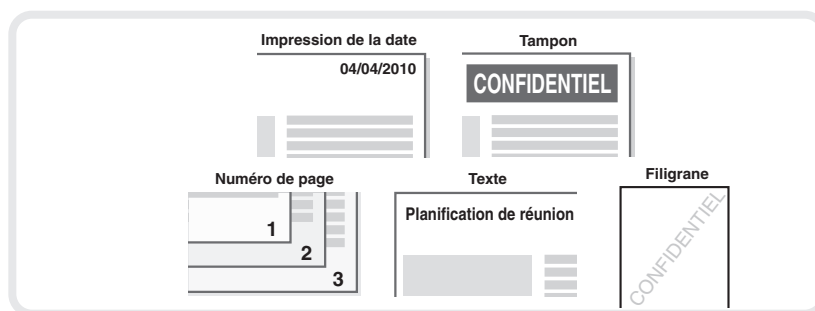 Impression de la date
04/04/2010
Tampon
CONFIDENTIEL
Numéro de page
1
2
3
Texte
Planification de réunion
Filigrane
CONFIDENTIEL